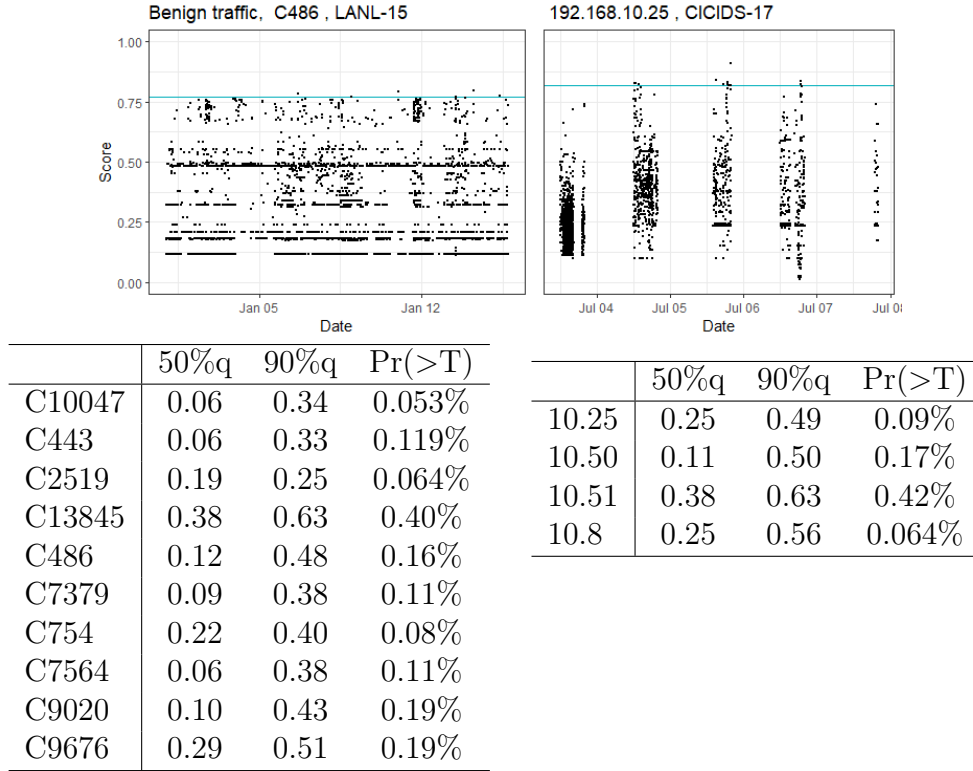 Benign traffic, C486 , LANL-15
192.168.10.25 , CICIDS-17
1.00
0.75
0.50
0.25
0.00
Score
Jan 05 Jan 12
Date
Jul 04 Jul 05 Jul 06 Jul 07 Jul 08
Date
50%q 90%q Pr(>T)
C10047 0.06 0.34 0.053%
C443 0.06 0.33 0.119%
C2519 0.19 0.25 0.064%
C13845 0.38 0.63 0.40%
C486 0.12 0.48 0.16%
C7379 0.09 0.38 0.11%
C754 0.22 0.40 0.08%
C7564 0.06 0.38 0.11%
C9020 0.10 0.43 0.19%
C9676 0.29 0.51 0.19%
50%q 90%q Pr(>T)
10.25 0.25 0.49 0.09%
10.50 0.11 0.50 0.17%
10.51 0.38 0.63 0.42%
10.8 0.25 0.56 0.064%